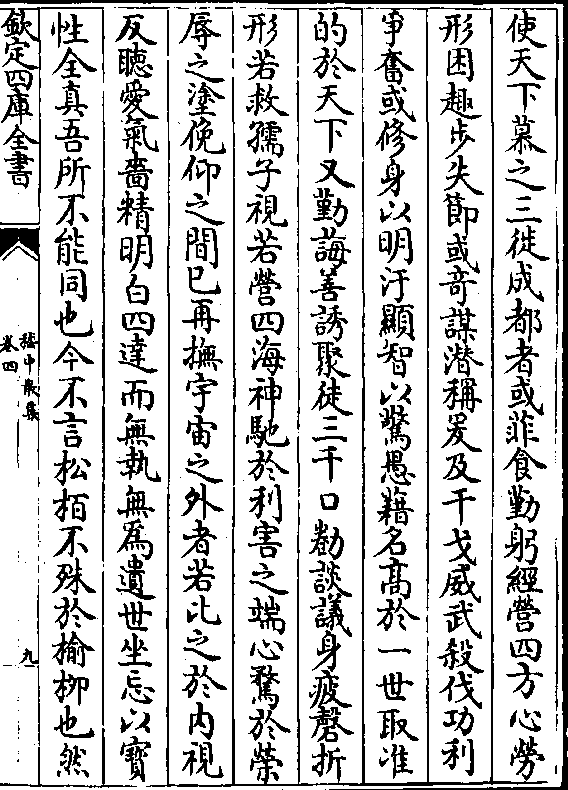 使天下慕之三徙成都者或菲食勤躬經營四方心勞
形困趣步失節或竒謀潜稱爰及干戈威武殺伐功利
爭奮或修身以明汙顯智以驚愚藉名髙於一世取准
的於天下又勤誨善誘聚徒三千口勌談議身疲磬折
形若救孺子視若營四海神馳於利害之端心騖於榮
辱之塗俛仰之間已再撫宇宙之外者若比之於内視
反聽愛氣嗇精明白四達而無執無為遺世坐忘以寳
性全真吾所不能同也今不言松栢不殊於榆栁也然
欽定四庫全書
嵇中散集
卷四
九